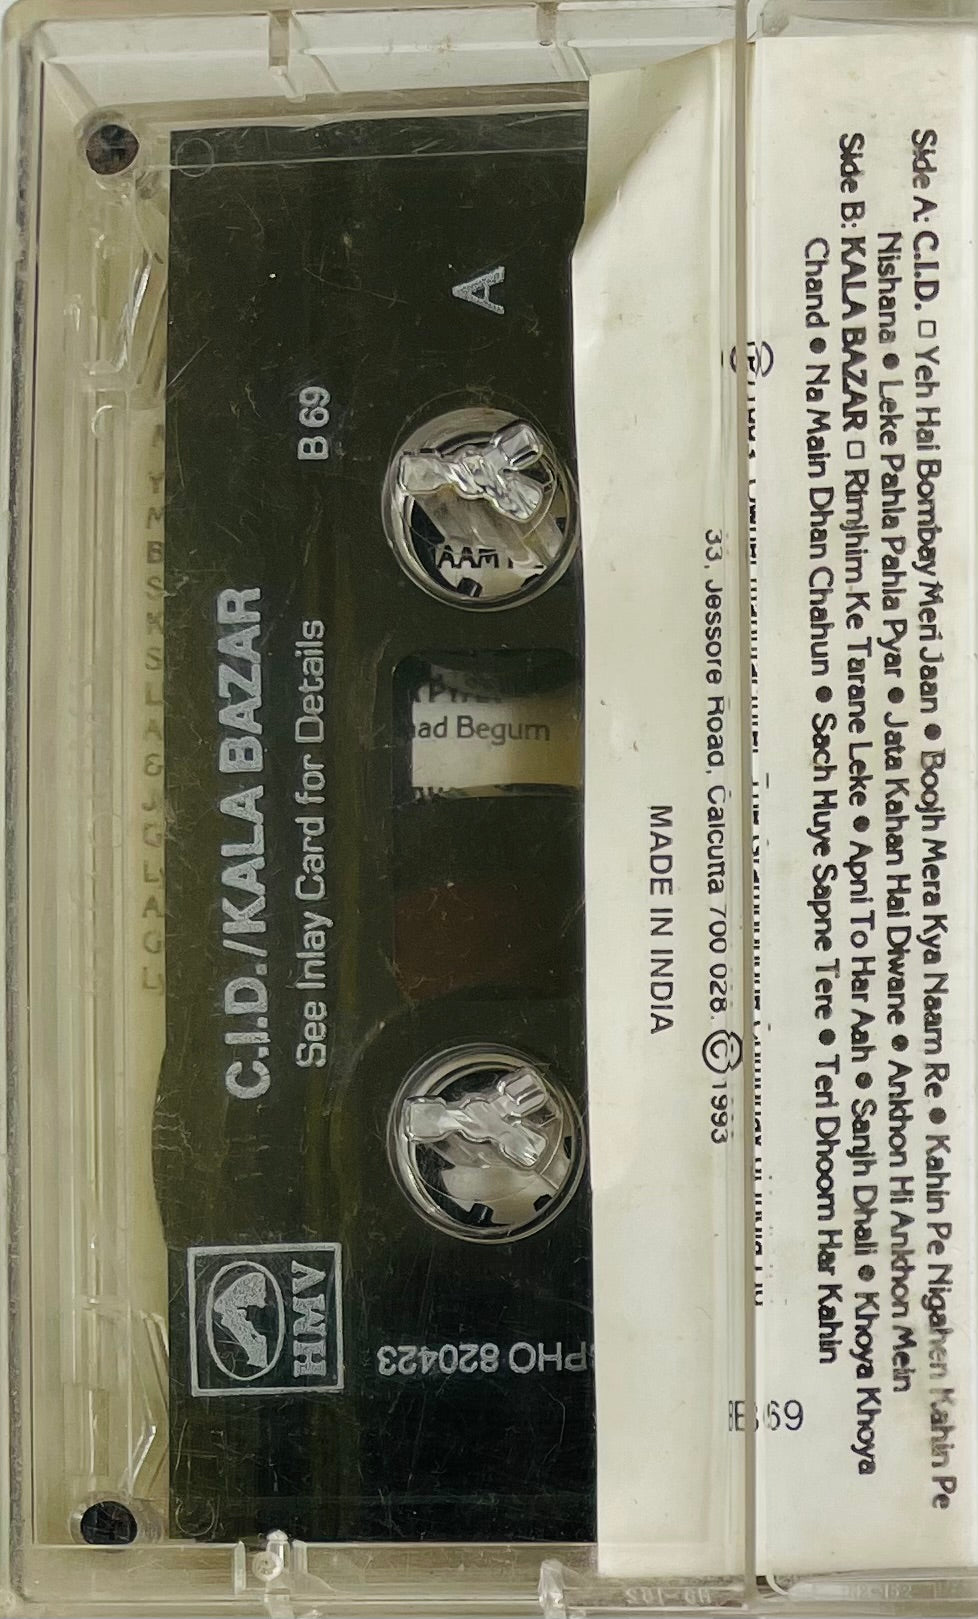 Side A: C.I.D. □ Yeh Hai Bombay Meri Jaan • Boojh Mera Kya Naam Re • Kahin Pe Nigahen Kahin Pe
Nishana • Leke Pahla Pahla Pyar • Jata Kahan Hai Diwane • Ankhon Hi Ankhon Mein
Side B: KALA BAZAR □ Rimjhim Ke Tarane Leke • Apni To Har Aah • Sanjh Dhali • Khoya Khoya
Chand • Na Main Dhan Chahun • Sach Huye Sapne Tere • Teri Dhoom Har Kahin
33, Jessore Road, Calcutta 700 028. 1993
MADE IN INDIA
69
A
B 69
C.I.D./KALA BAZAR
See Inlay Card for Details
HMV
PHO 820423
Begum